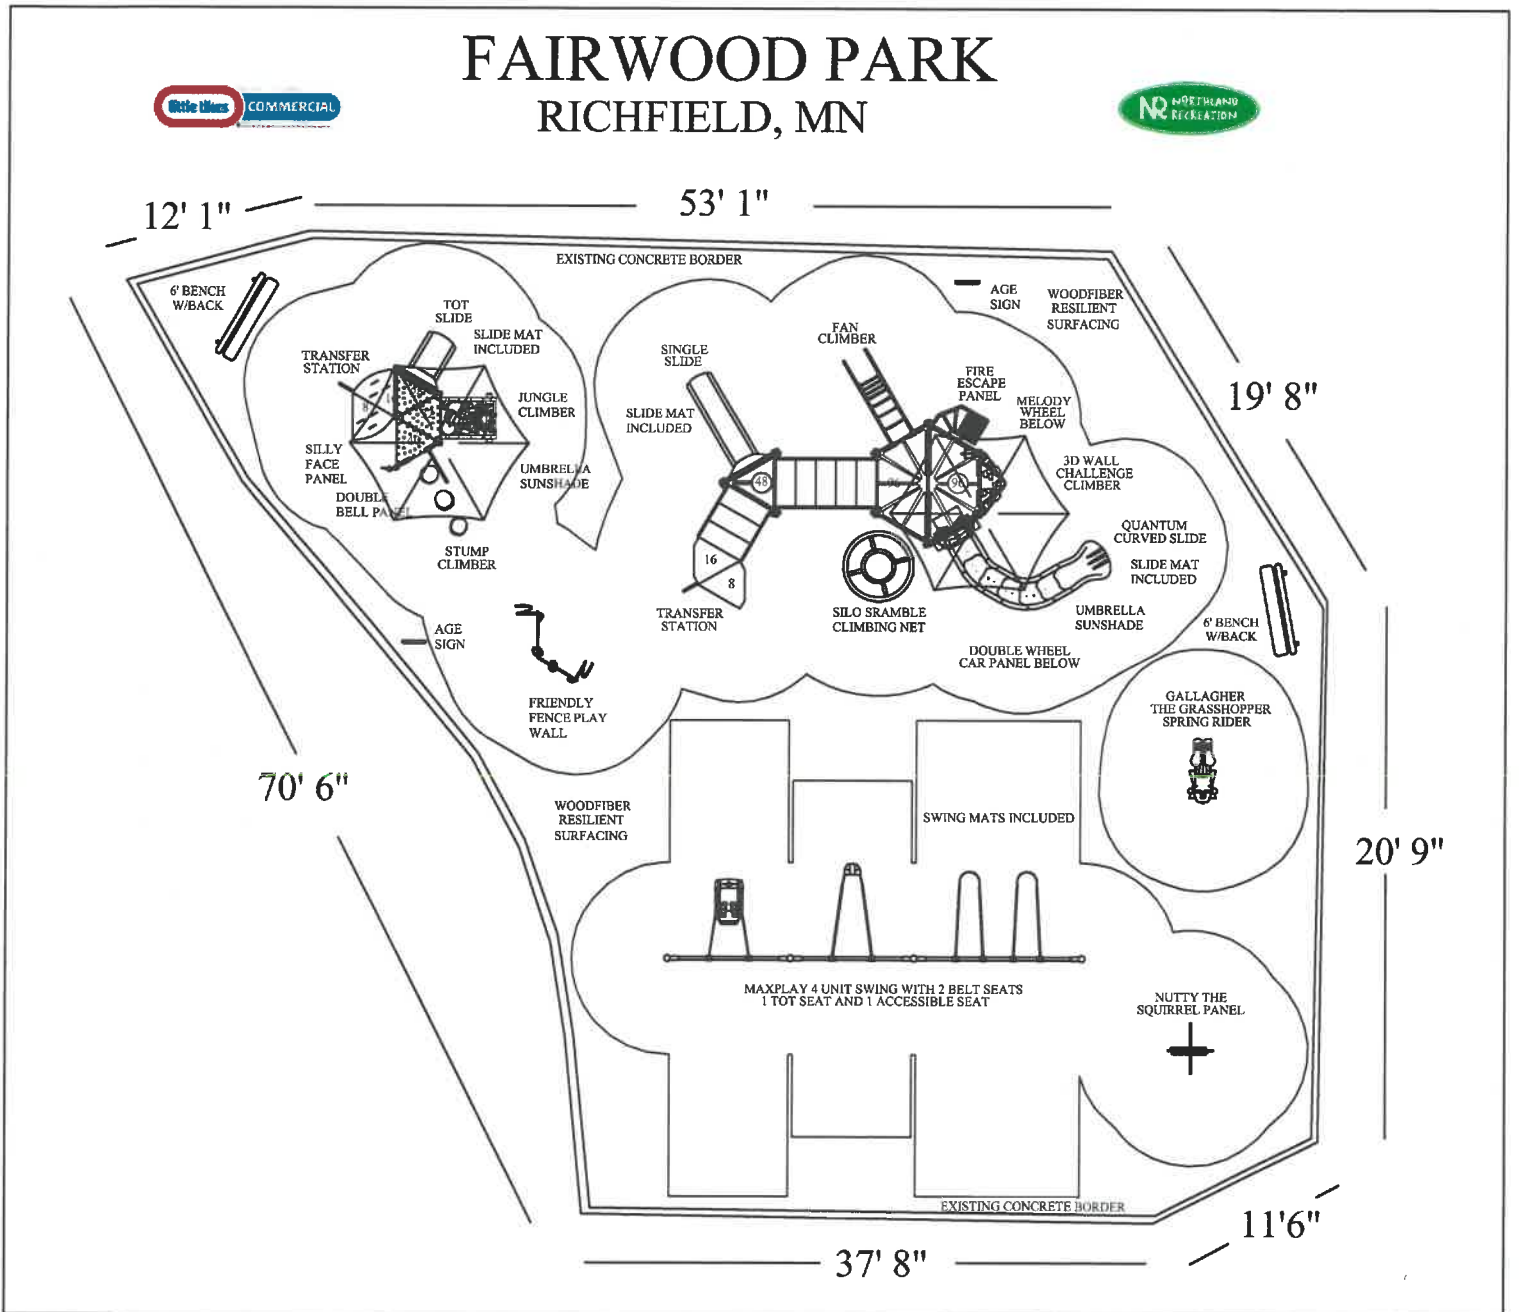 FAIRWOOD PARK
RICHFIELD, MN
little tikes COMMERCIAL
NR NORTHLAND
RECREATION
12' 1"
53' 1"
EXISTING CONCRETE BORDER
6' BENCH
W/BACK
AGE
SIGN
WOODFIBER
RESILIENT
SURFACING
TOT
SLIDE
SLIDE MAT
INCLUDED
TRANSFER
STATION
JUNGLE
CLIMBER
SILLY
FACE
PANEL
UMBRELLA
SUNSHADE
DOUBLE
BELL PANEL
STUMP
CLIMBER
SINGLE
SLIDE
SLIDE MAT
INCLUDED
FAN
CLIMBER
FIRE
ESCAPE
PANEL
MELODY
WHEEL
BELOW
19' 8"
3D WALL
CHALLENGE
CLIMBER
48
96
96
QUANTUM
CURVED SLIDE
SLIDE MAT
INCLUDED
16
8
TRANSFER
STATION
SILO SRAMBLE
CLIMBING NET
UMBRELLA
SUNSHADE
6' BENCH
W/BACK
DOUBLE WHEEL
CAR PANEL BELOW
AGE
SIGN
FRIENDLY
FENCE PLAY
WALL
GALLAGHER
THE GRASSHOPPER
SPRING RIDER
70' 6"
WOODFIBER
RESILIENT
SURFACING
SWING MATS INCLUDED
20' 9"
MAXPLAY 4 UNIT SWING WITH 2 BELT SEATS
1 TOT SEAT AND 1 ACCESSIBLE SEAT
NUTTY THE
SQUIRREL PANEL
EXISTING CONCRETE BORDER
11'6"
37' 8"